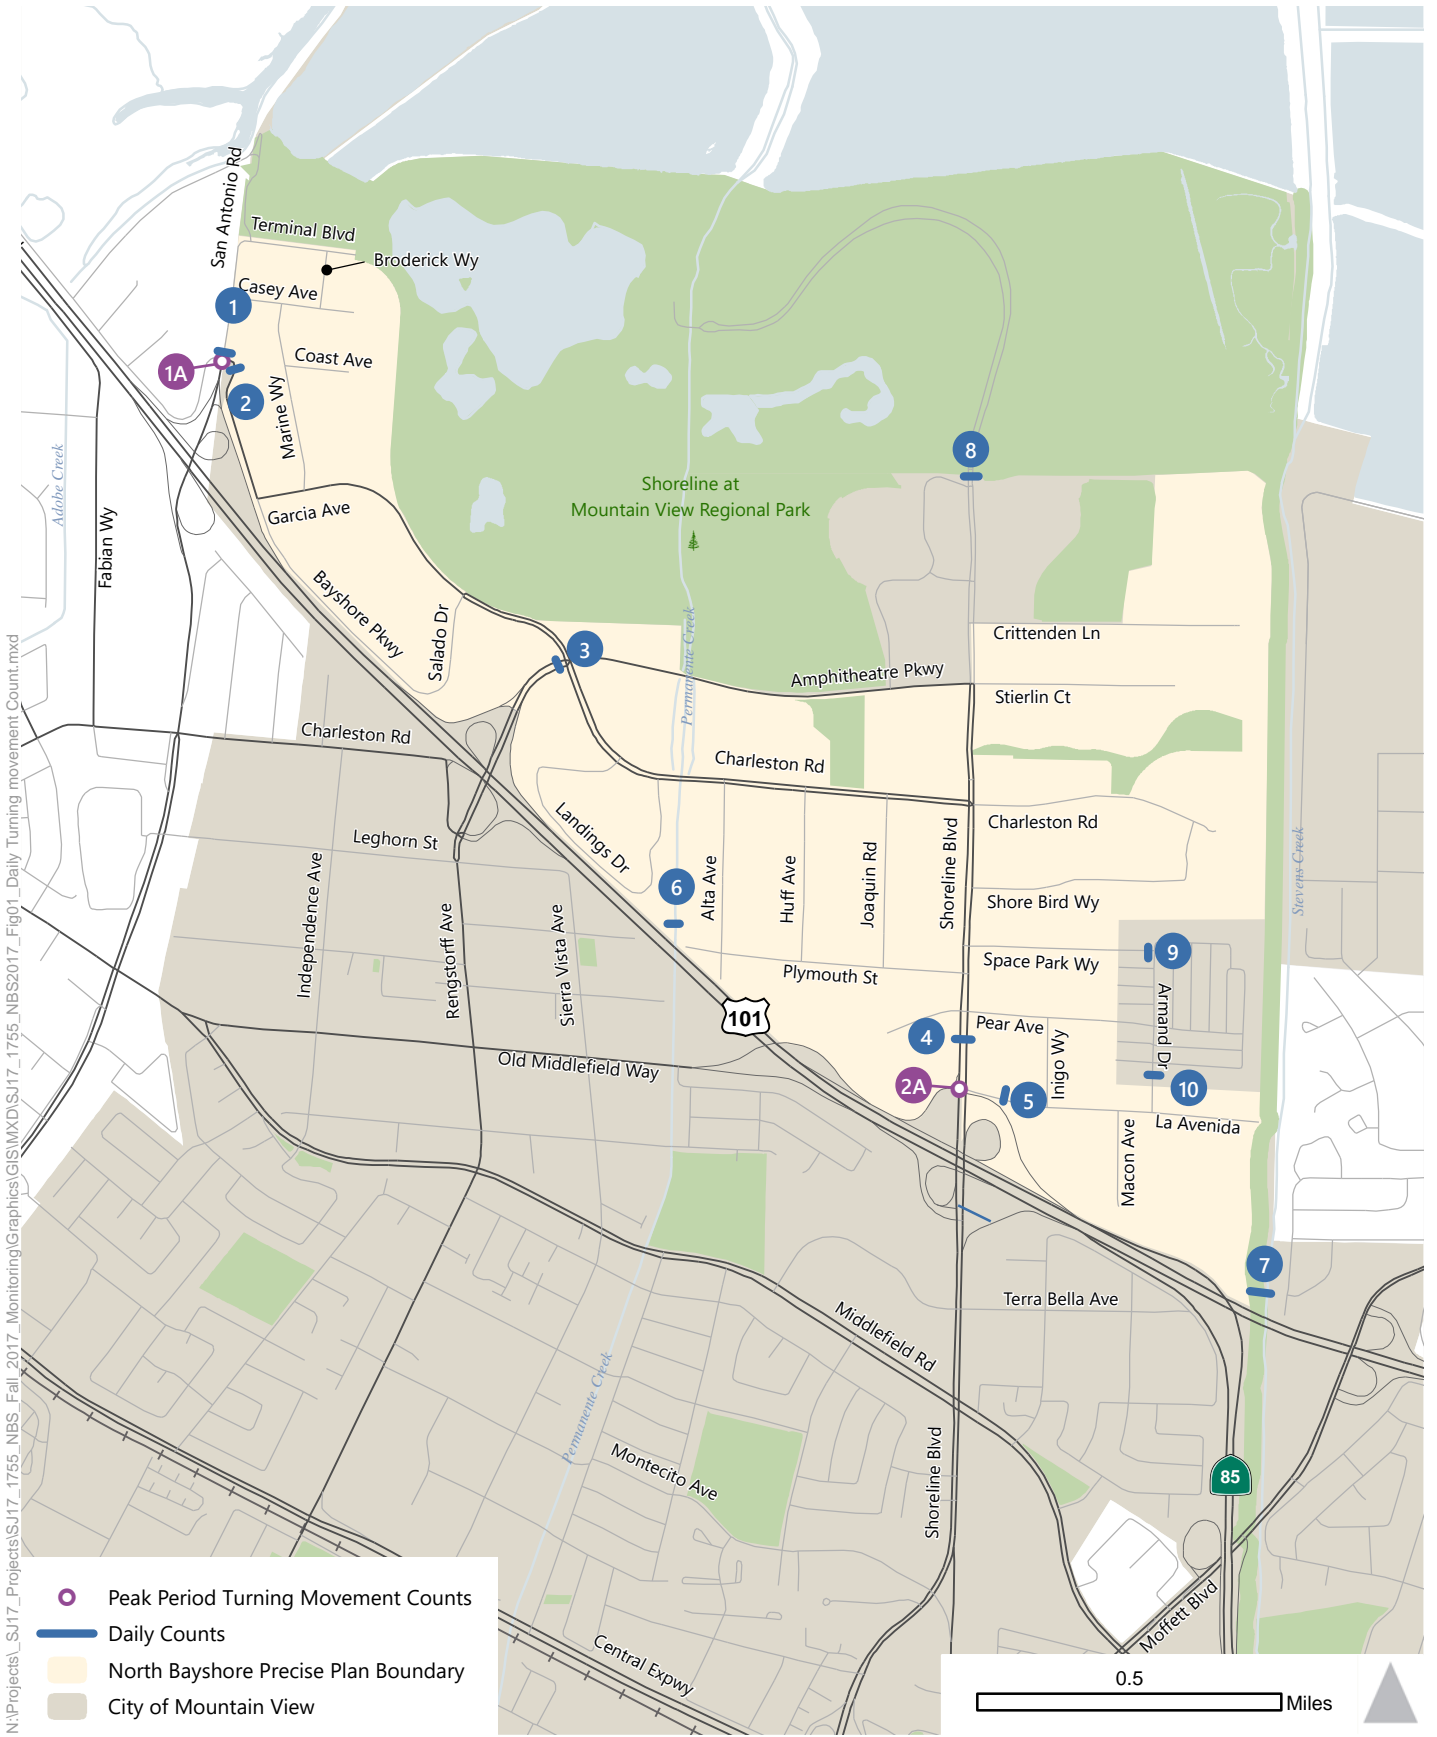 San Antonio Rd
Terminal Blvd
Broderick Wy
Casey Ave
1
Coast Ave
1A
2
Marine Wy
Adobe Creek
Fabian Wy
Garcia Ave
8
Shoreline at
Mountain View Regional Park
Bayshore Pkwy
Salado Dr
3
Permanente Creek
Crittenden Ln
Amphitheatre Pkwy
Stierlin Ct
Charleston Rd
Charleston Rd
Charleston Rd
Landings Dr
Leghorn St
Independence Ave
Rengstorff Ave
Sierra Vista Ave
6
Alta Ave
Huff Ave
Joaquin Rd
Shoreline Blvd
Shore Bird Wy
Stevens Creek
Space Park Wy
9
Plymouth St
Armand Dr
101
4
Pear Ave
Inigo Wy
Old Middlefield Way
2A
5
10
La Avenida
Macon Ave
7
Terra Bella Ave
Middlefield Rd
Permanente Creek
Montecito Ave
Shoreline Blvd
85
Moffett Blvd
Central Expwy
Peak Period Turning Movement Counts
Daily Counts
North Bayshore Precise Plan Boundary
City of Mountain View
0.5
Miles
N:\Projects\_SJ17_Projects\SJ17_1755_NBS_Fall_2017_Monitoring\Graphics\GIS\MXD\SJ17_1755_NBS2017_Fig01_Daily Turning movement Count.mxd